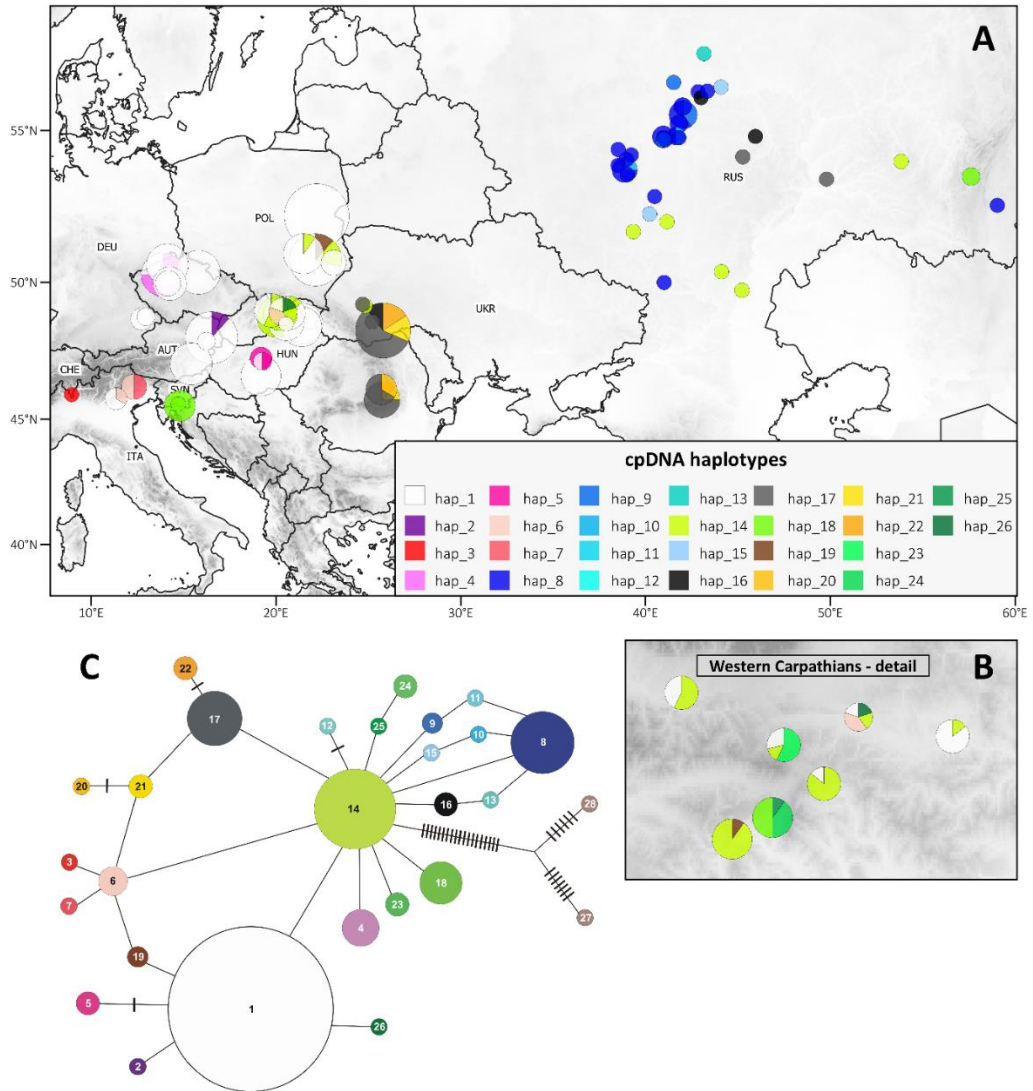 A
55°N
50°N
45°N
40°N
10°E
20°E
30°E
40°E
50°E
60°E
POL
DEU
RUS
UKR
AUT
HUN
CHE
SVN
ITA
cpDNA haplotypes
hap_1 hap_5 hap_9 hap_13 hap_17 hap_21 hap_25
hap_2 hap_6 hap_10 hap_14 hap_18 hap_22 hap_26
hap_3 hap_7 hap_11 hap_15 hap_19 hap_23
hap_4 hap_8 hap_12 hap_16 hap_20 hap_24
C
22
17
24
11
12
25
9
10
15
8
20
21
14
16
13
28
3
6
7
18
23
4
27
19
5
1
26
2
Western Carpathians - detail
B